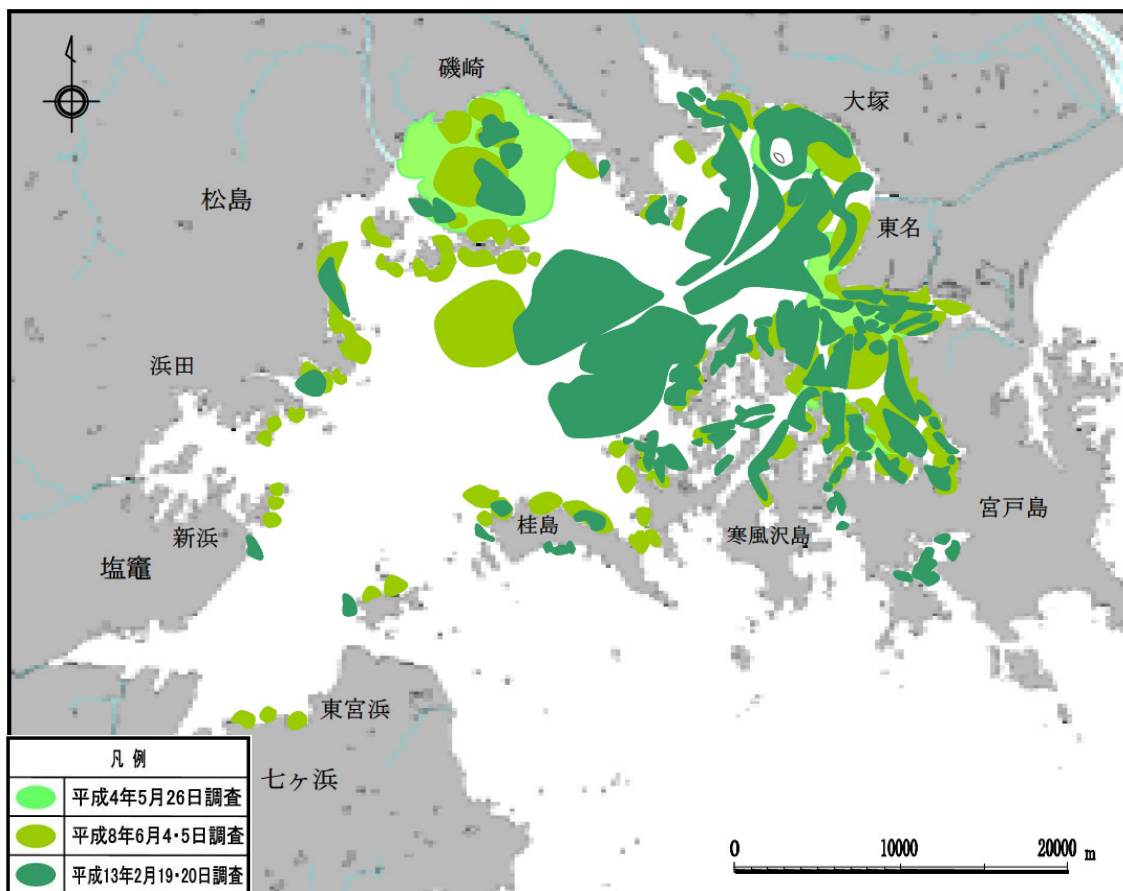 磯崎
大塚
松島
東名
浜田
宮戸島
桂島
新浜
寒風沢島
塩竈
東宮浜
七ヶ浜
凡 例
平成4年5月26日調査
平成8年6月4・5日調査
平成13年2月19・20日調査
0 10000 20000 m